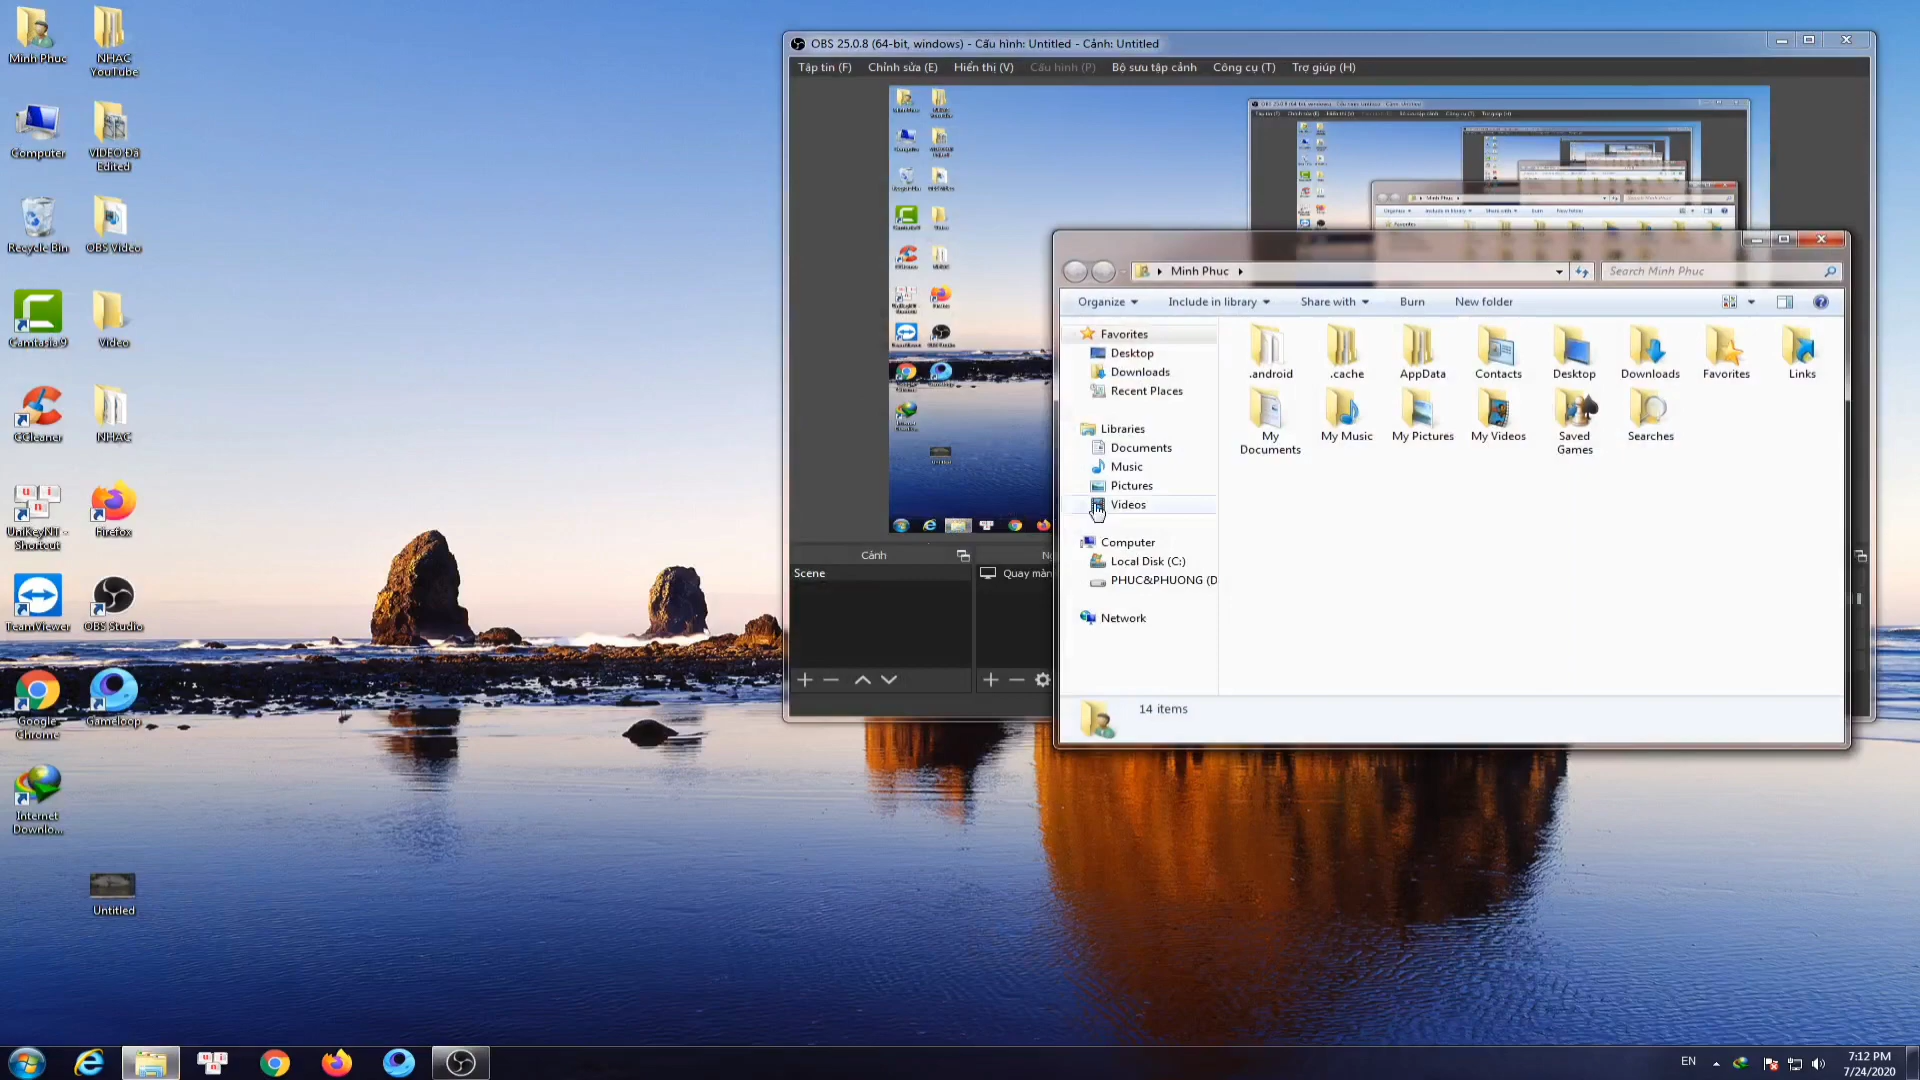 Minh Phuc
NHAC
YouTube
Computer
VIDEO Đã
Edited
Recycle Bin
OBS Video
Camtasia 9
Video
CCleaner
NHAC
UniKeyNT -
Shortcut
Firefox
TeamViewer
OBS Studio
Google
Chrome
Gameloop
Internet
Downlo...
Untitled
OBS 25.0.8 (64-bit, windows) - Cấu hình: Untitled - Cảnh: Untitled
Tập tin (F)
Chỉnh sửa (E)
Hiển thị (V)
Cấu hình (P)
Bộ sưu tập cảnh
Công cụ (T)
Trợ giúp (H)
Cảnh
Scene
Quay màn
Minh Phuc
Search Minh Phuc
Organize
Include in library
Share with
Burn
New folder
Favorites
Desktop
Downloads
Recent Places
Libraries
Documents
Music
Pictures
Videos
Computer
Local Disk (C:)
PHUC&PHUONG (D
Network
.android
.cache
AppData
Contacts
Desktop
Downloads
Favorites
Links
My
Documents
My Music
My Pictures
My Videos
Saved
Games
Searches
14 items
EN
7:12 PM
7/24/2020